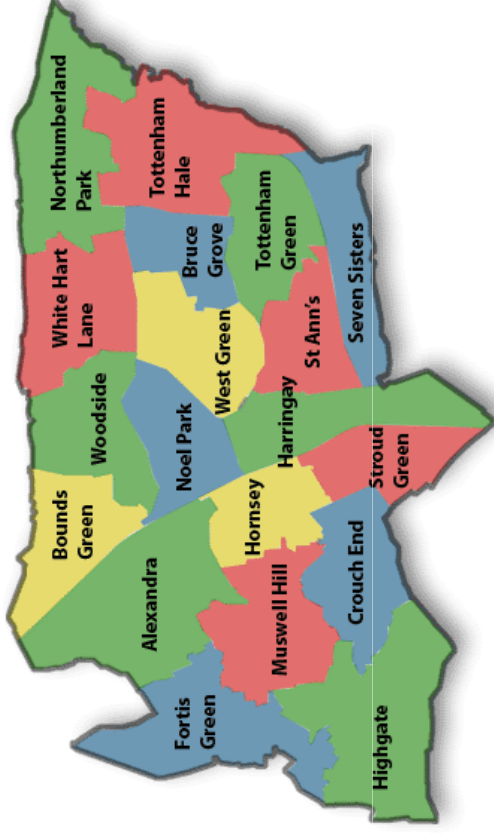 Bounds
Green
White Hart
Lane
Northumberland
Park
Woodside
Alexandra
Tottenham
Hale
Fortis
Green
Noel Park
Bruce
Grove
West Green
Hornsey
Tottenham
Green
Muswell Hill
Harringay
St Ann's
Crouch End
Seven Sisters
Stroud
Green
Highgate